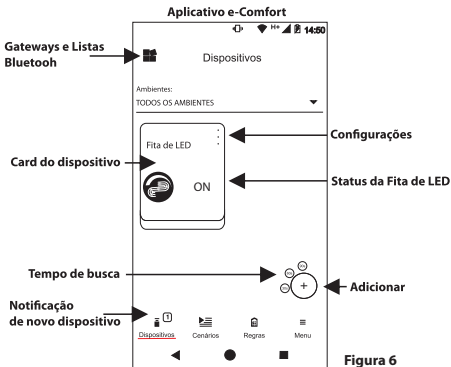 Aplicativo e-Comfort
H+ 14:50
Gateways e Listas
Bluetooh
Dispositivos
Ambientes:
TODOS OS AMBIENTES
Fita de LED
Configurações
Card do dispositivo
ON
Status da Fita de LED
Tempo de busca
+
Adicionar
Notificação
de novo dispositivo
1
Dispositivos
Cenários
Regras
Menu
Figura 6